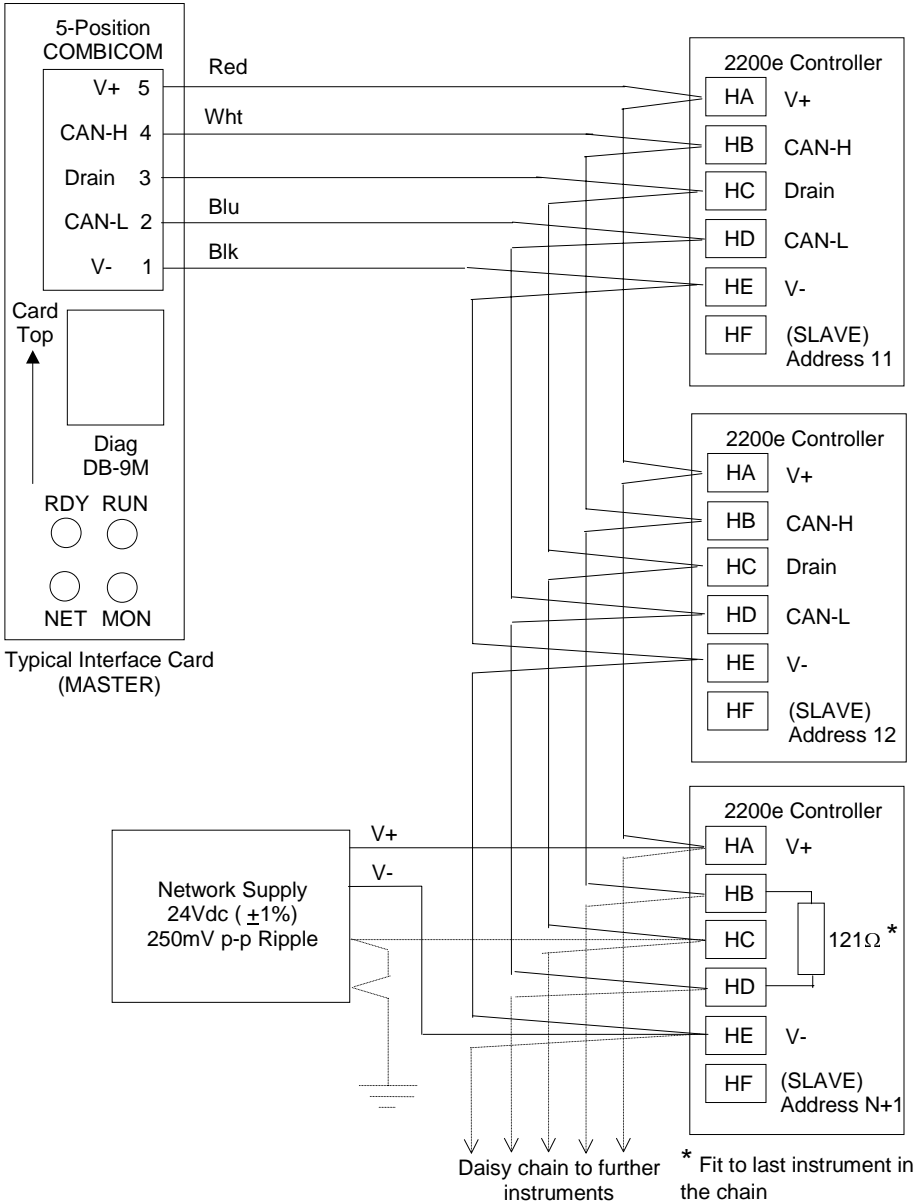 5-Position
COMBICOM
V+ 5
CAN-H 4
Drain 3
CAN-L 2
V- 1
Red
Wht
Blu
Blk
Card
Top
Diag
DB-9M
RDY RUN
NET MON
Typical Interface Card
(MASTER)
2200e Controller
HA V+
HB CAN-H
HC Drain
HD CAN-L
HE V-
HF (SLAVE)
Address 11
2200e Controller
HA V+
HB CAN-H
HC Drain
HD CAN-L
HE V-
HF (SLAVE)
Address 12
Network Supply
24Vdc ( ±1%)
250mV p-p Ripple
V+
V-
2200e Controller
HA V+
HB
HC
HD
121Ω *
HE V-
HF (SLAVE)
Address N+1
Daisy chain to further
instruments
* Fit to last instrument in
the chain